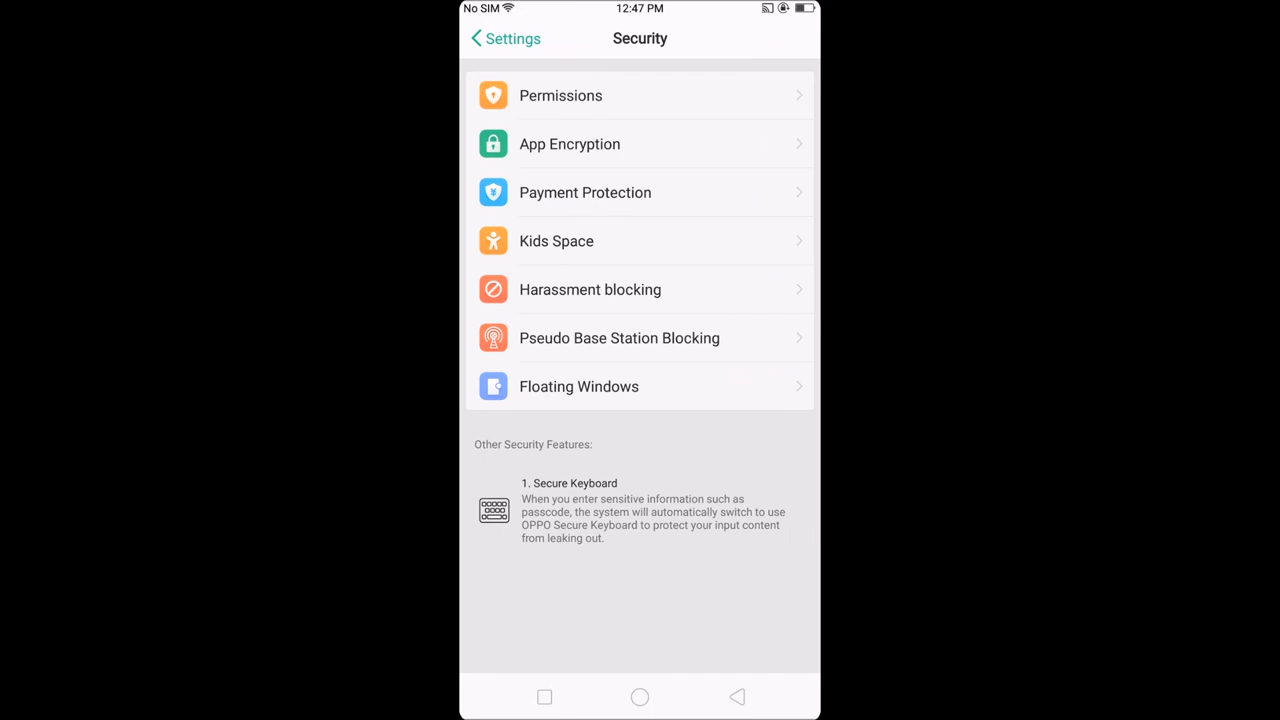 No SIM 12:47 PM
Settings Security
Permissions
App Encryption
Payment Protection
Kids Space
Harassment blocking
Pseudo Base Station Blocking
Floating Windows
Other Security Features:
1. Secure Keyboard
When you enter sensitive information such as
passcode, the system will automatically switch to use
OPPO Secure Keyboard to protect your input content
from leaking out.